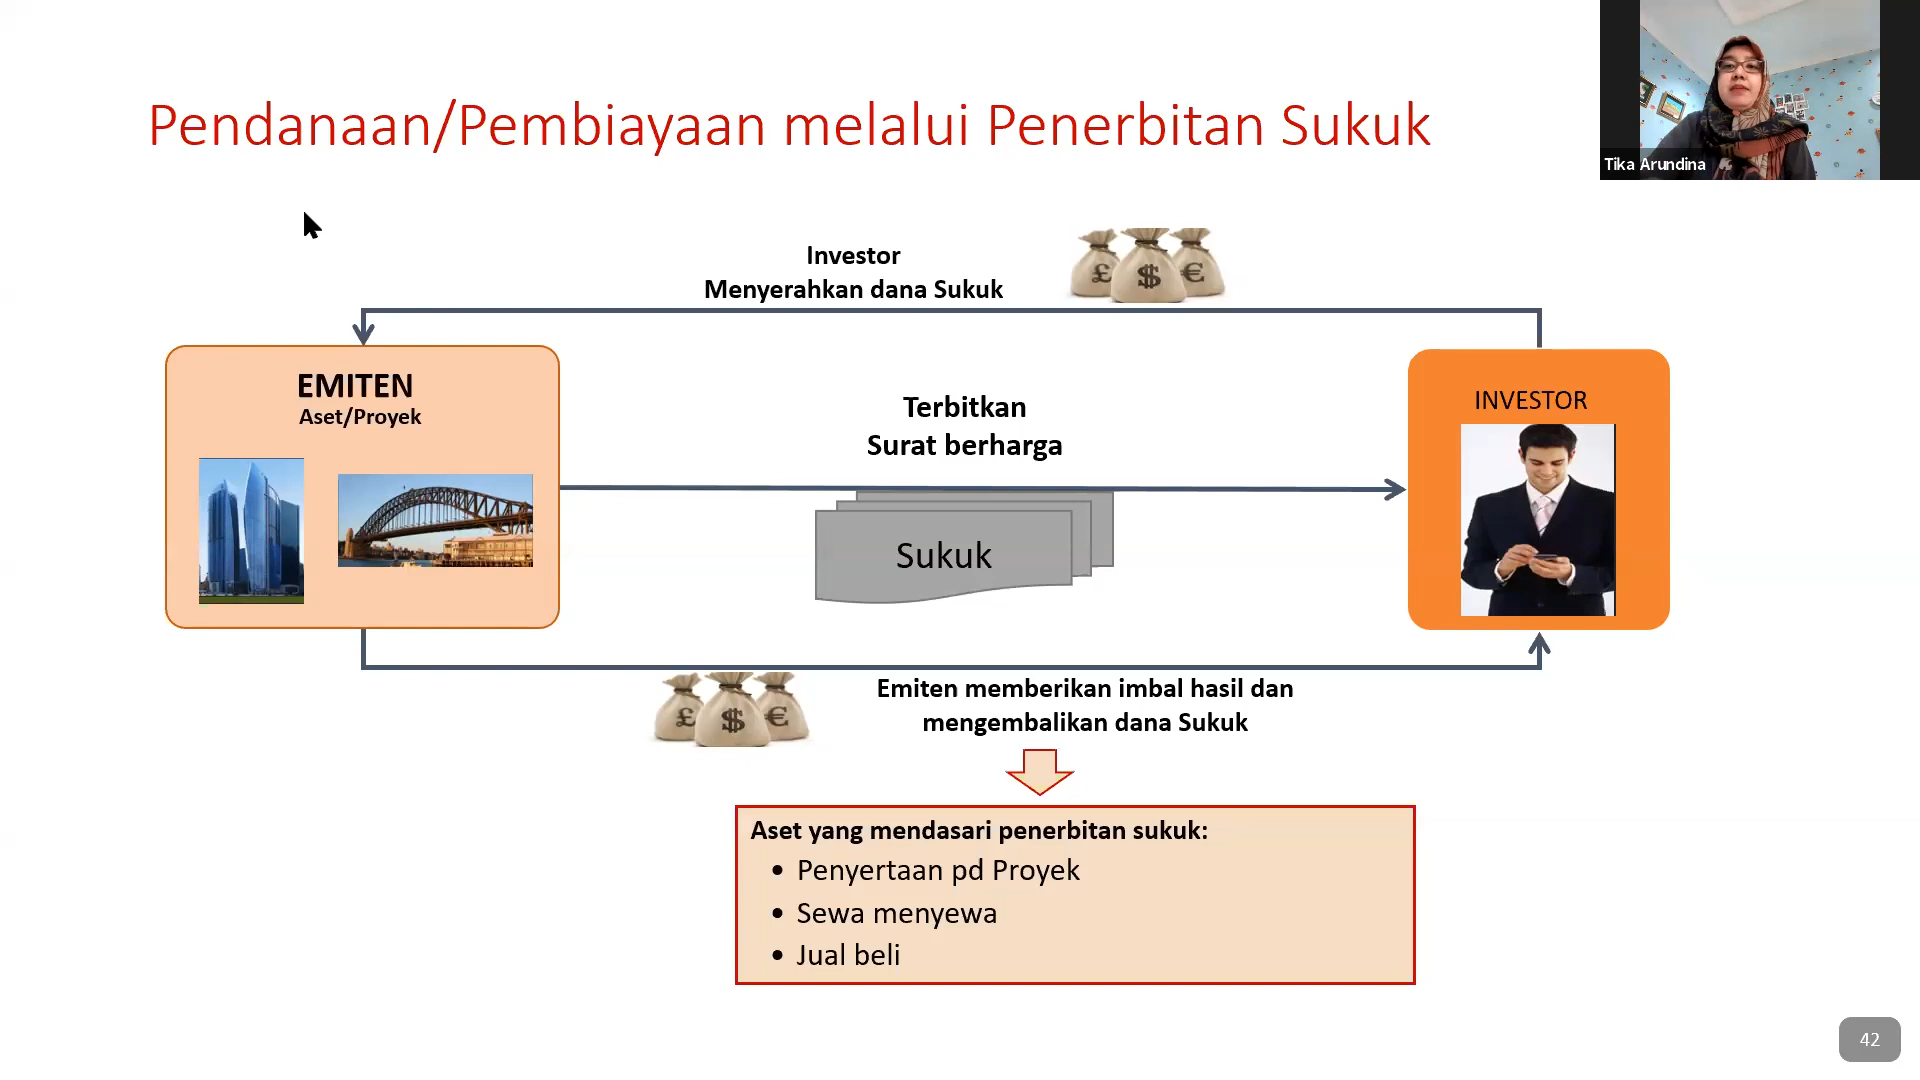 Pendanaan/Pembiayaan melalui Penerbitan Sukuk
Tika Arundina
Investor
Menyerahkan dana Sukuk
£ $ €
EMITEN
Aset/Proyek
Terbitkan
Surat berharga
Sukuk
INVESTOR
£ $ €
Emiten memberikan imbal hasil dan
mengembalikan dana Sukuk
Aset yang mendasari penerbitan sukuk:
• Penyertaan pd Proyek
• Sewa menyewa
• Jual beli
42